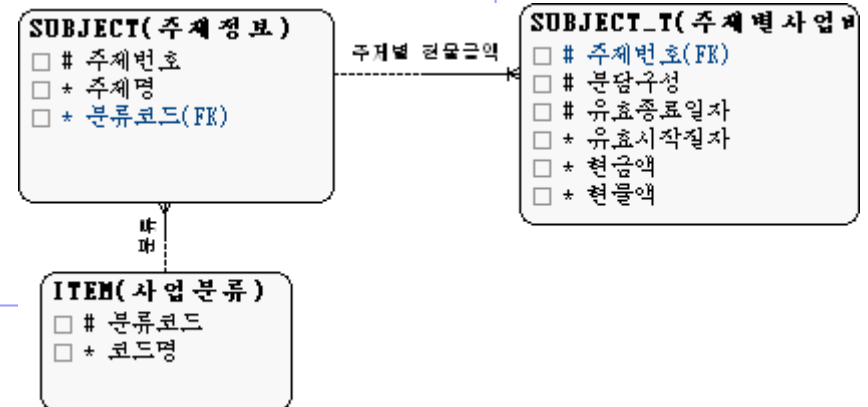 SUBJECT(주제정보)
# 주제번호
* 주제명
* 분류코드(FK)
주제별 현물금액
SUBJECT_T(주제별사업비
# 주제번호(FK)
# 분담구성
# 유효종료일자
* 유효시작일자
* 현금액
* 현물액
분류
ITEM(사업분류)
# 분류코드
* 코드명